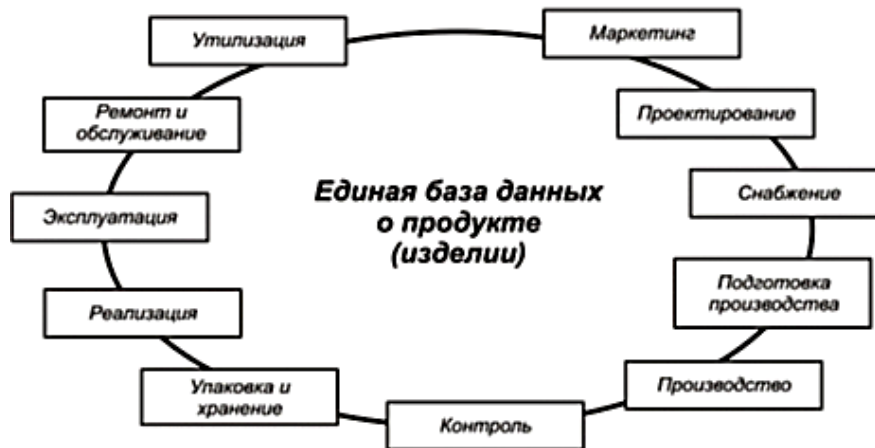 Утилизация
Маркетинг
Ремонт и
обслуживание
Проектирование
Единая база данных
о продукте
(изделии)
Эксплуатация
Снабжение
Реализация
Подготовка
производства
Упаковка и
хранение
Производство
Контроль